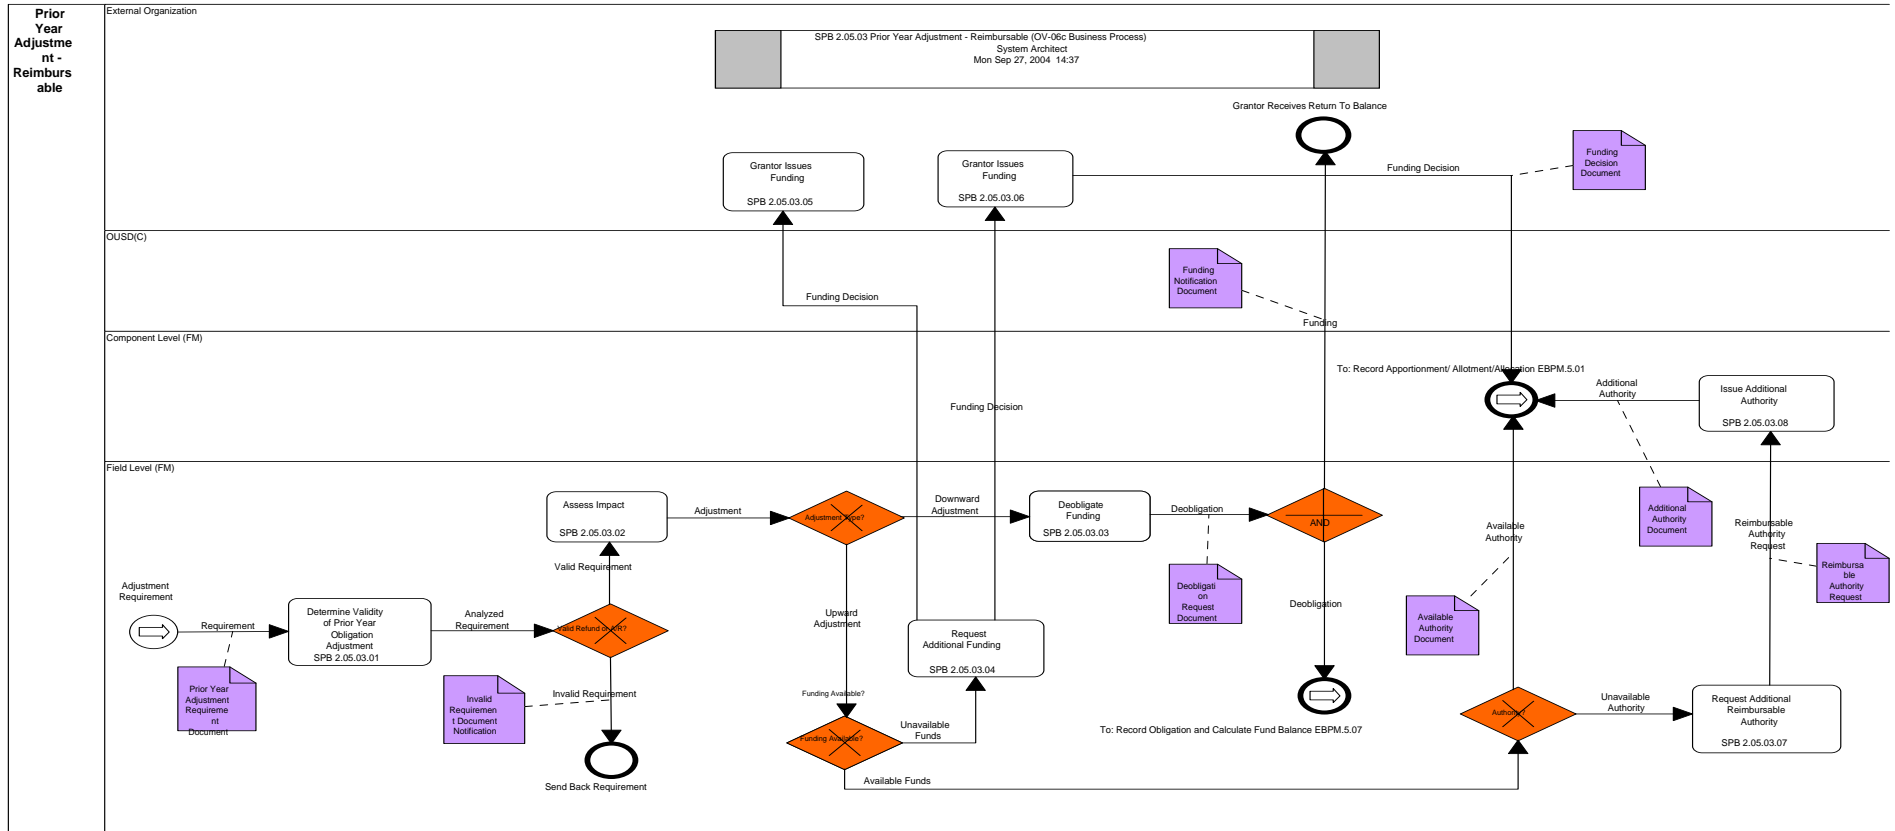 Prior
Year
Adjustme
nt -
Reimburs
able
External Organization
SPB 2.05.03 Prior Year Adjustment - Reimbursable (OV-06c Business Process)
System Architect
Mon Sep 27, 2004  14:37
Grantor Receives Return To Balance
Grantor Issues
Funding
SPB 2.05.03.05
Grantor Issues
Funding
SPB 2.05.03.06
Funding Decision
Funding
Decision
Document
OUSD(C)
Funding Decision
Funding
Notification
Document
Funding
Component Level (FM)
To: Record Apportionment/ Allotment/Allocation EBPM.5.01
Funding Decision
Additional
Authority
Issue Additional
Authority
SPB 2.05.03.08
Field Level (FM)
Assess Impact
SPB 2.05.03.02
Adjustment
Adjustment Type?
Downward
Adjustment
Deobligate
Funding
SPB 2.05.03.03
Deobligation
AND
Available
Authority
Additional
Authority
Document
Reimbursable
Authority
Request
Reimbursa
ble
Authority
Request
Valid Requirement
Adjustment
Requirement
Requirement
Determine Validity
of Prior Year
Obligation
Adjustment
SPB 2.05.03.01
Analyzed
Requirement
Valid Refund or A/R?
Upward
Adjustment
Request
Additional Funding
SPB 2.05.03.04
Deobligati
on
Request
Document
Deobligation
Available
Authority
Document
Prior Year
Adjustment
Requireme
nt
Document
Invalid
Requiremen
t Document
Notification
Invalid Requirement
Funding Available?
Funding Available?
Unavailable
Funds
To: Record Obligation and Calculate Fund Balance EBPM.5.07
Authority?
Unavailable
Authority
Request Additional
Reimbursable
Authority
SPB 2.05.03.07
Send Back Requirement
Available Funds